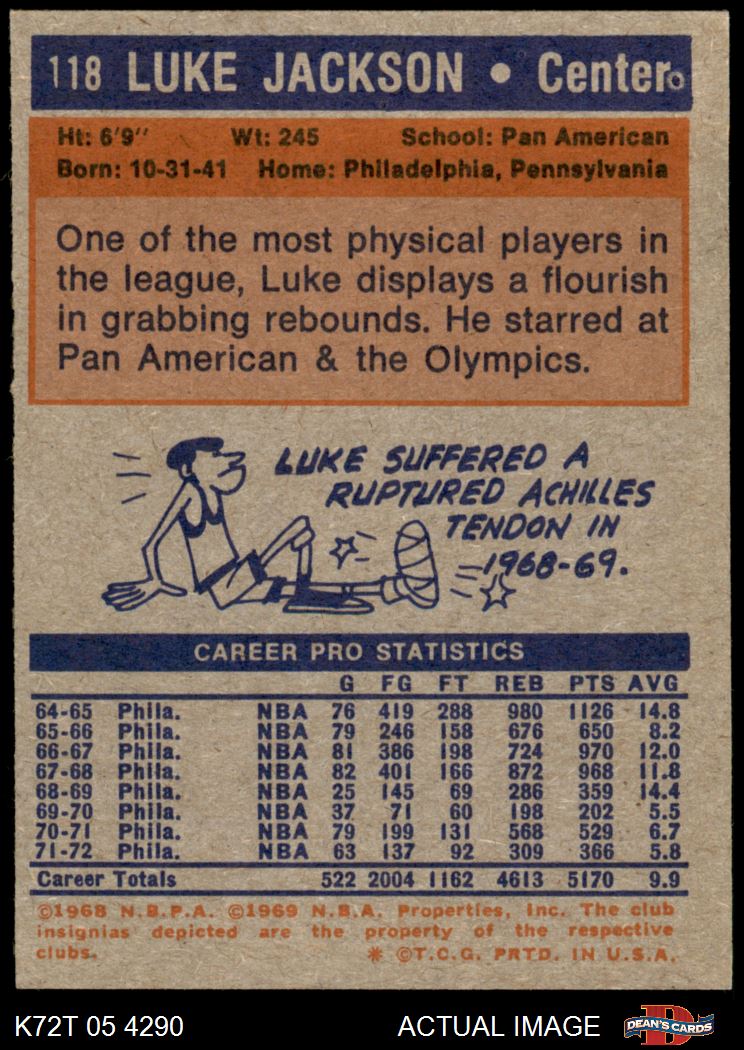 118 LUKE JACKSON • Center
Ht: 6'9" Wt: 245 School: Pan American
Born: 10-31-41 Home: Philadelphia, Pennsylvania
One of the most physical players in
the league, Luke displays a flourish
in grabbing rebounds. He starred at
Pan American & the Olympics.
LUKE SUFFERED A
RUPTURED ACHILLES
TENDON IN
1968-69.
CAREER PRO STATISTICS
G FG FT REB PTS AVG
64-65 Phila. NBA 76 419 288 980 1126 14.8
65-66 Phila. NBA 79 246 158 676 650 8.2
66-67 Phila. NBA 81 386 198 724 970 12.0
67-68 Phila. NBA 82 401 166 872 968 11.8
68-69 Phila. NBA 25 145 69 286 359 14.4
69-70 Phila. NBA 37 71 60 198 202 5.5
70-71 Phila. NBA 79 199 131 568 529 6.7
71-72 Phila. NBA 63 137 92 309 366 5.8
Career Totals 522 2004 1162 4613 5170 9.9
©1968 N.B.P.A. ©1969 N.B.A. Properties, Inc. The club
insignias depicted are the property of the respective
clubs. * ©T.C.G. PRTD. IN U.S.A.
K72T 05 4290 ACTUAL IMAGE D DEAN'S CARDS